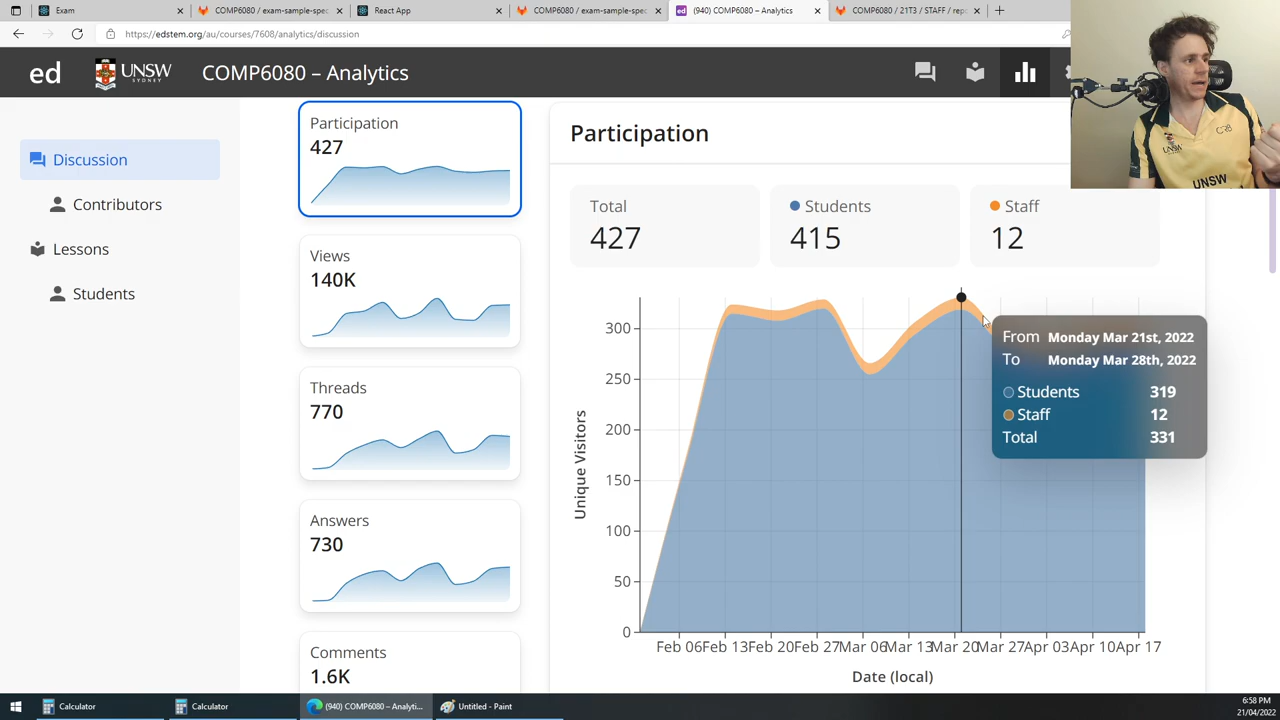 Exam
COMP6080 / exam-sample-spec
React App
COMP6080 / exam-sample-spec
(940) COMP6080 – Analytics
COMP6080 / 21T3 / STAFF / rep
https://edstem.org/au/courses/7608/analytics/discussion
ed
UNSW
SYDNEY
COMP6080 – Analytics
Discussion
Contributors
Lessons
Students
Participation
427
Views
140K
Threads
770
Answers
730
Comments
1.6K
Participation
Total
427
Students
415
Staff
12
300
250
200
150
100
50
0
Unique Visitors
Feb 06
Feb 13
Feb 20
Feb 27
Mar 06
Mar 13
Mar 20
Mar 27
Apr 03
Apr 10
Apr 17
Date (local)
From Monday Mar 21st, 2022
To Monday Mar 28th, 2022
Students 319
Staff 12
Total 331
UNSW
Calculator
Calculator
(940) COMP6080 – Analyti...
Untitled - Paint
6:58 PM
21/04/2022